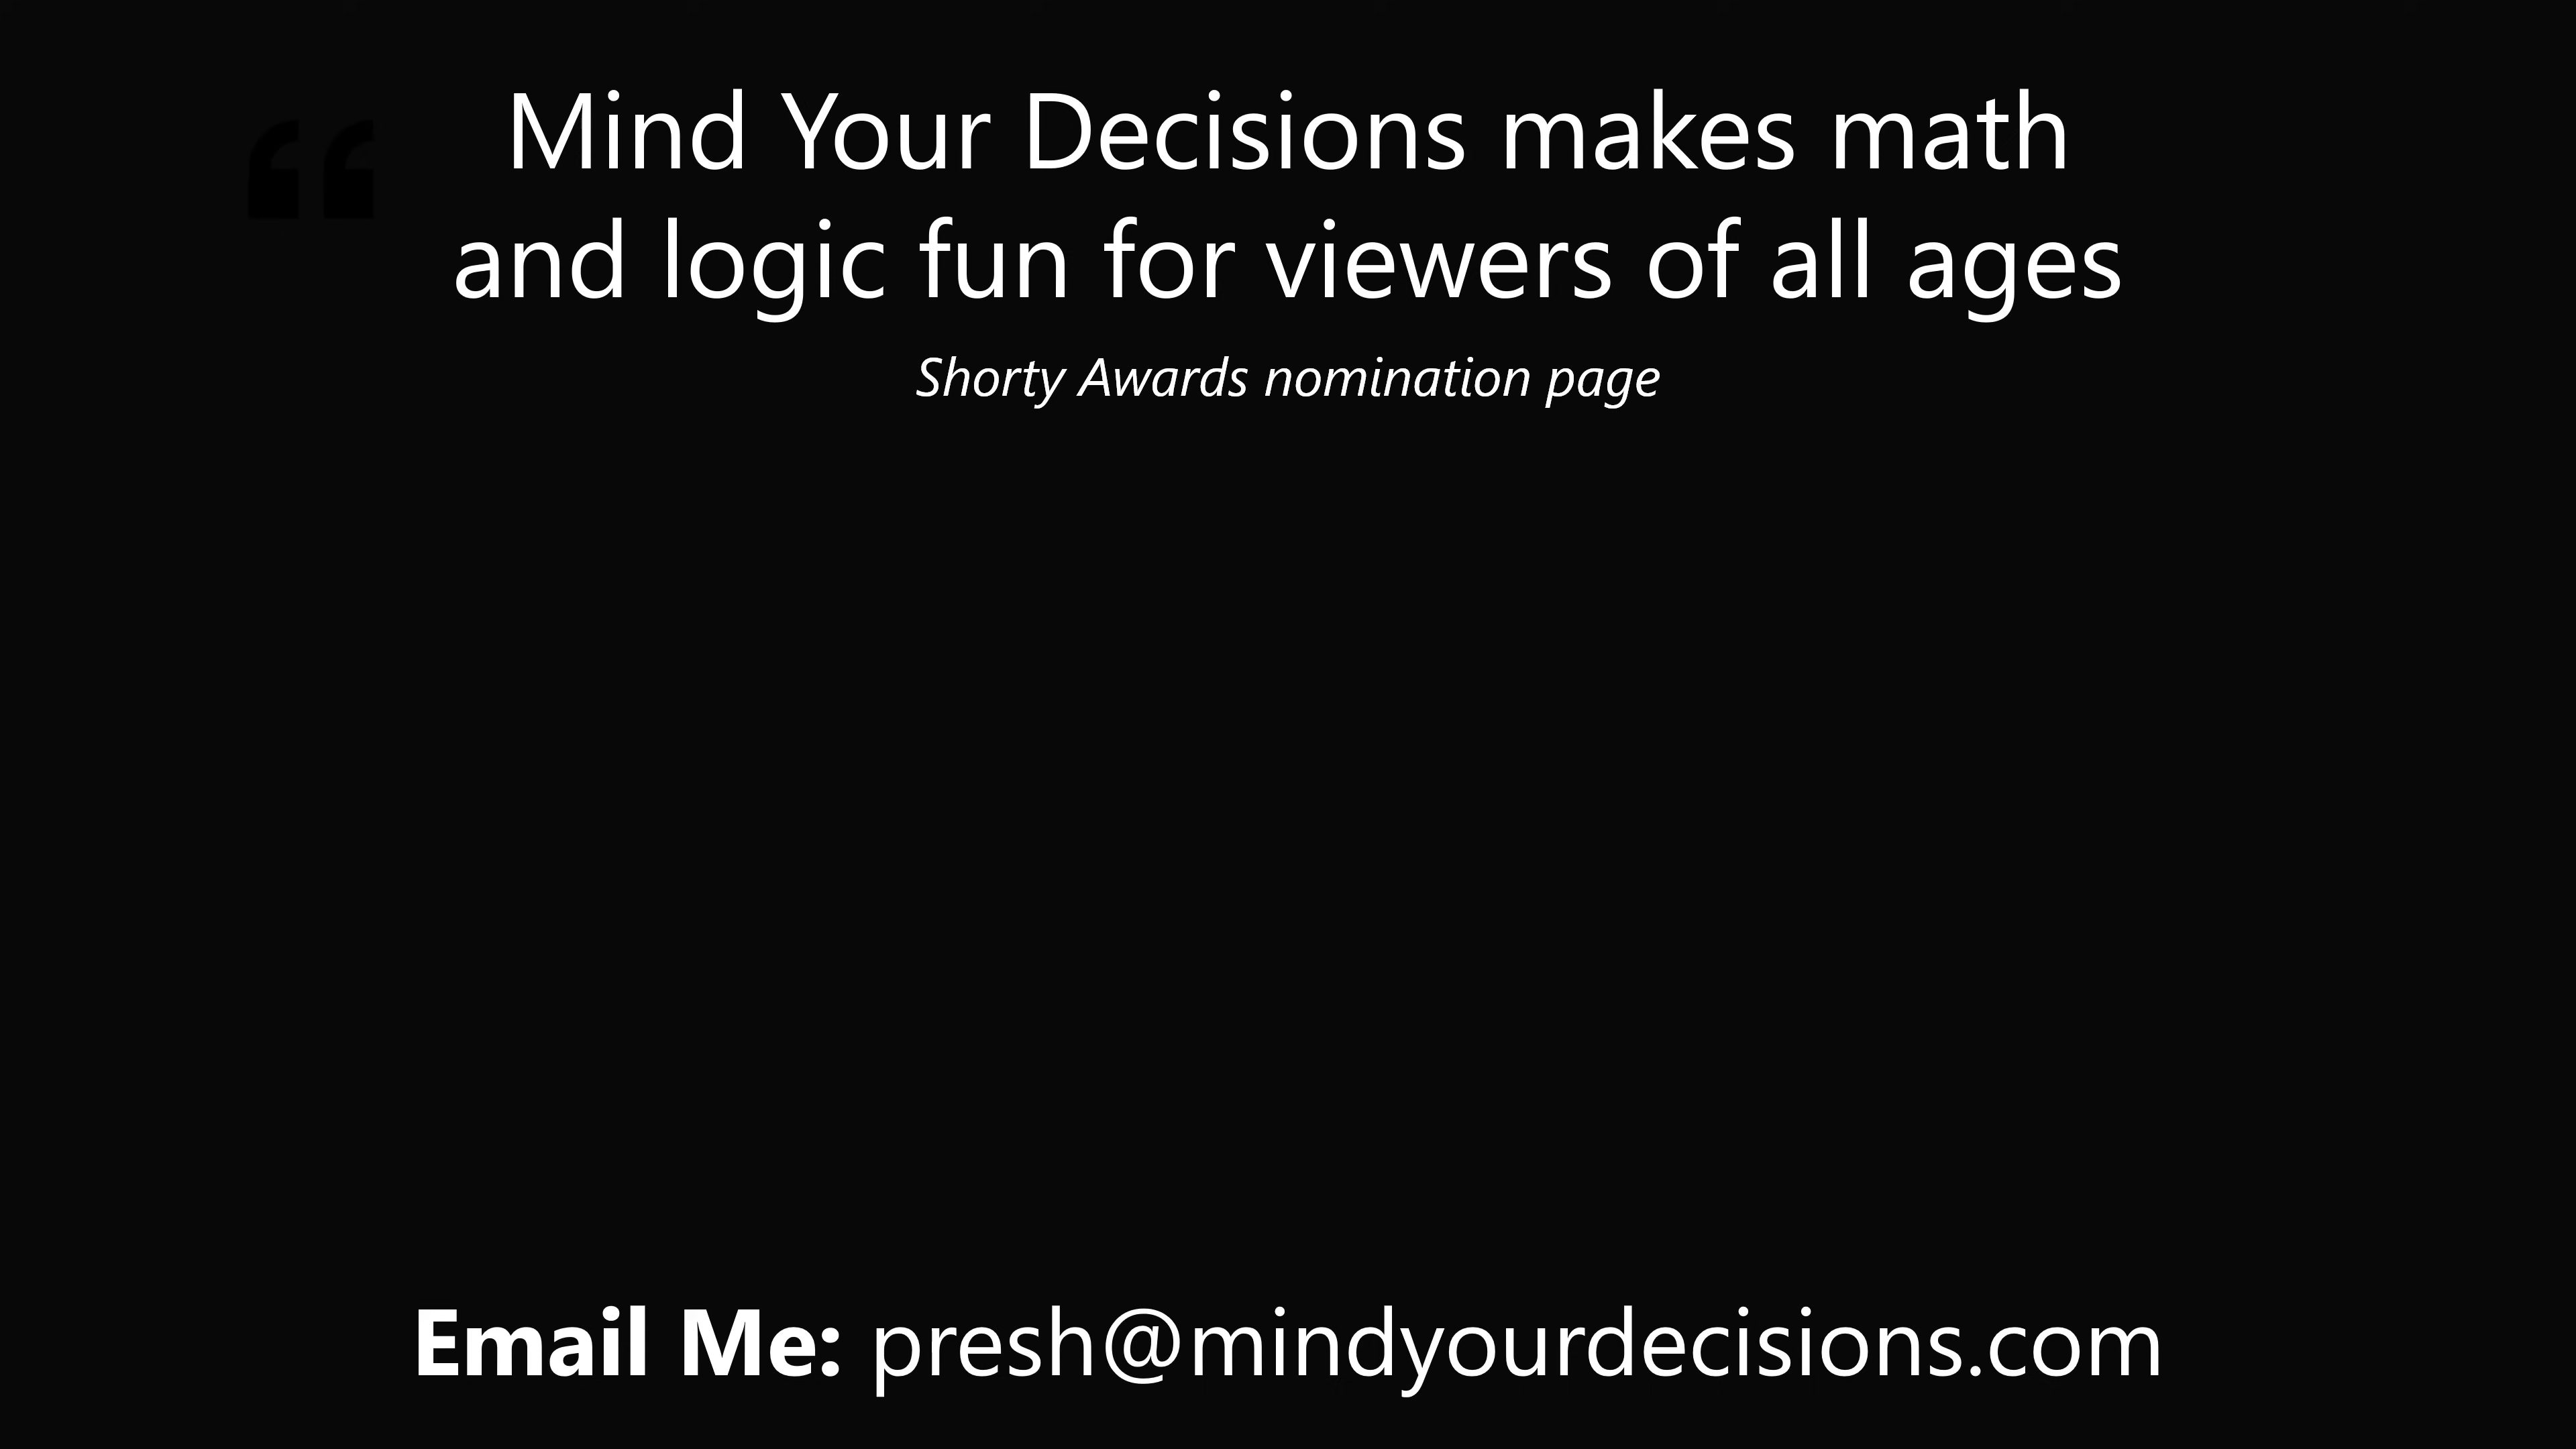 Mind Your Decisions makes math
and logic fun for viewers of all ages
Shorty Awards nomination page
Email Me: presh@mindyourdecisions.com